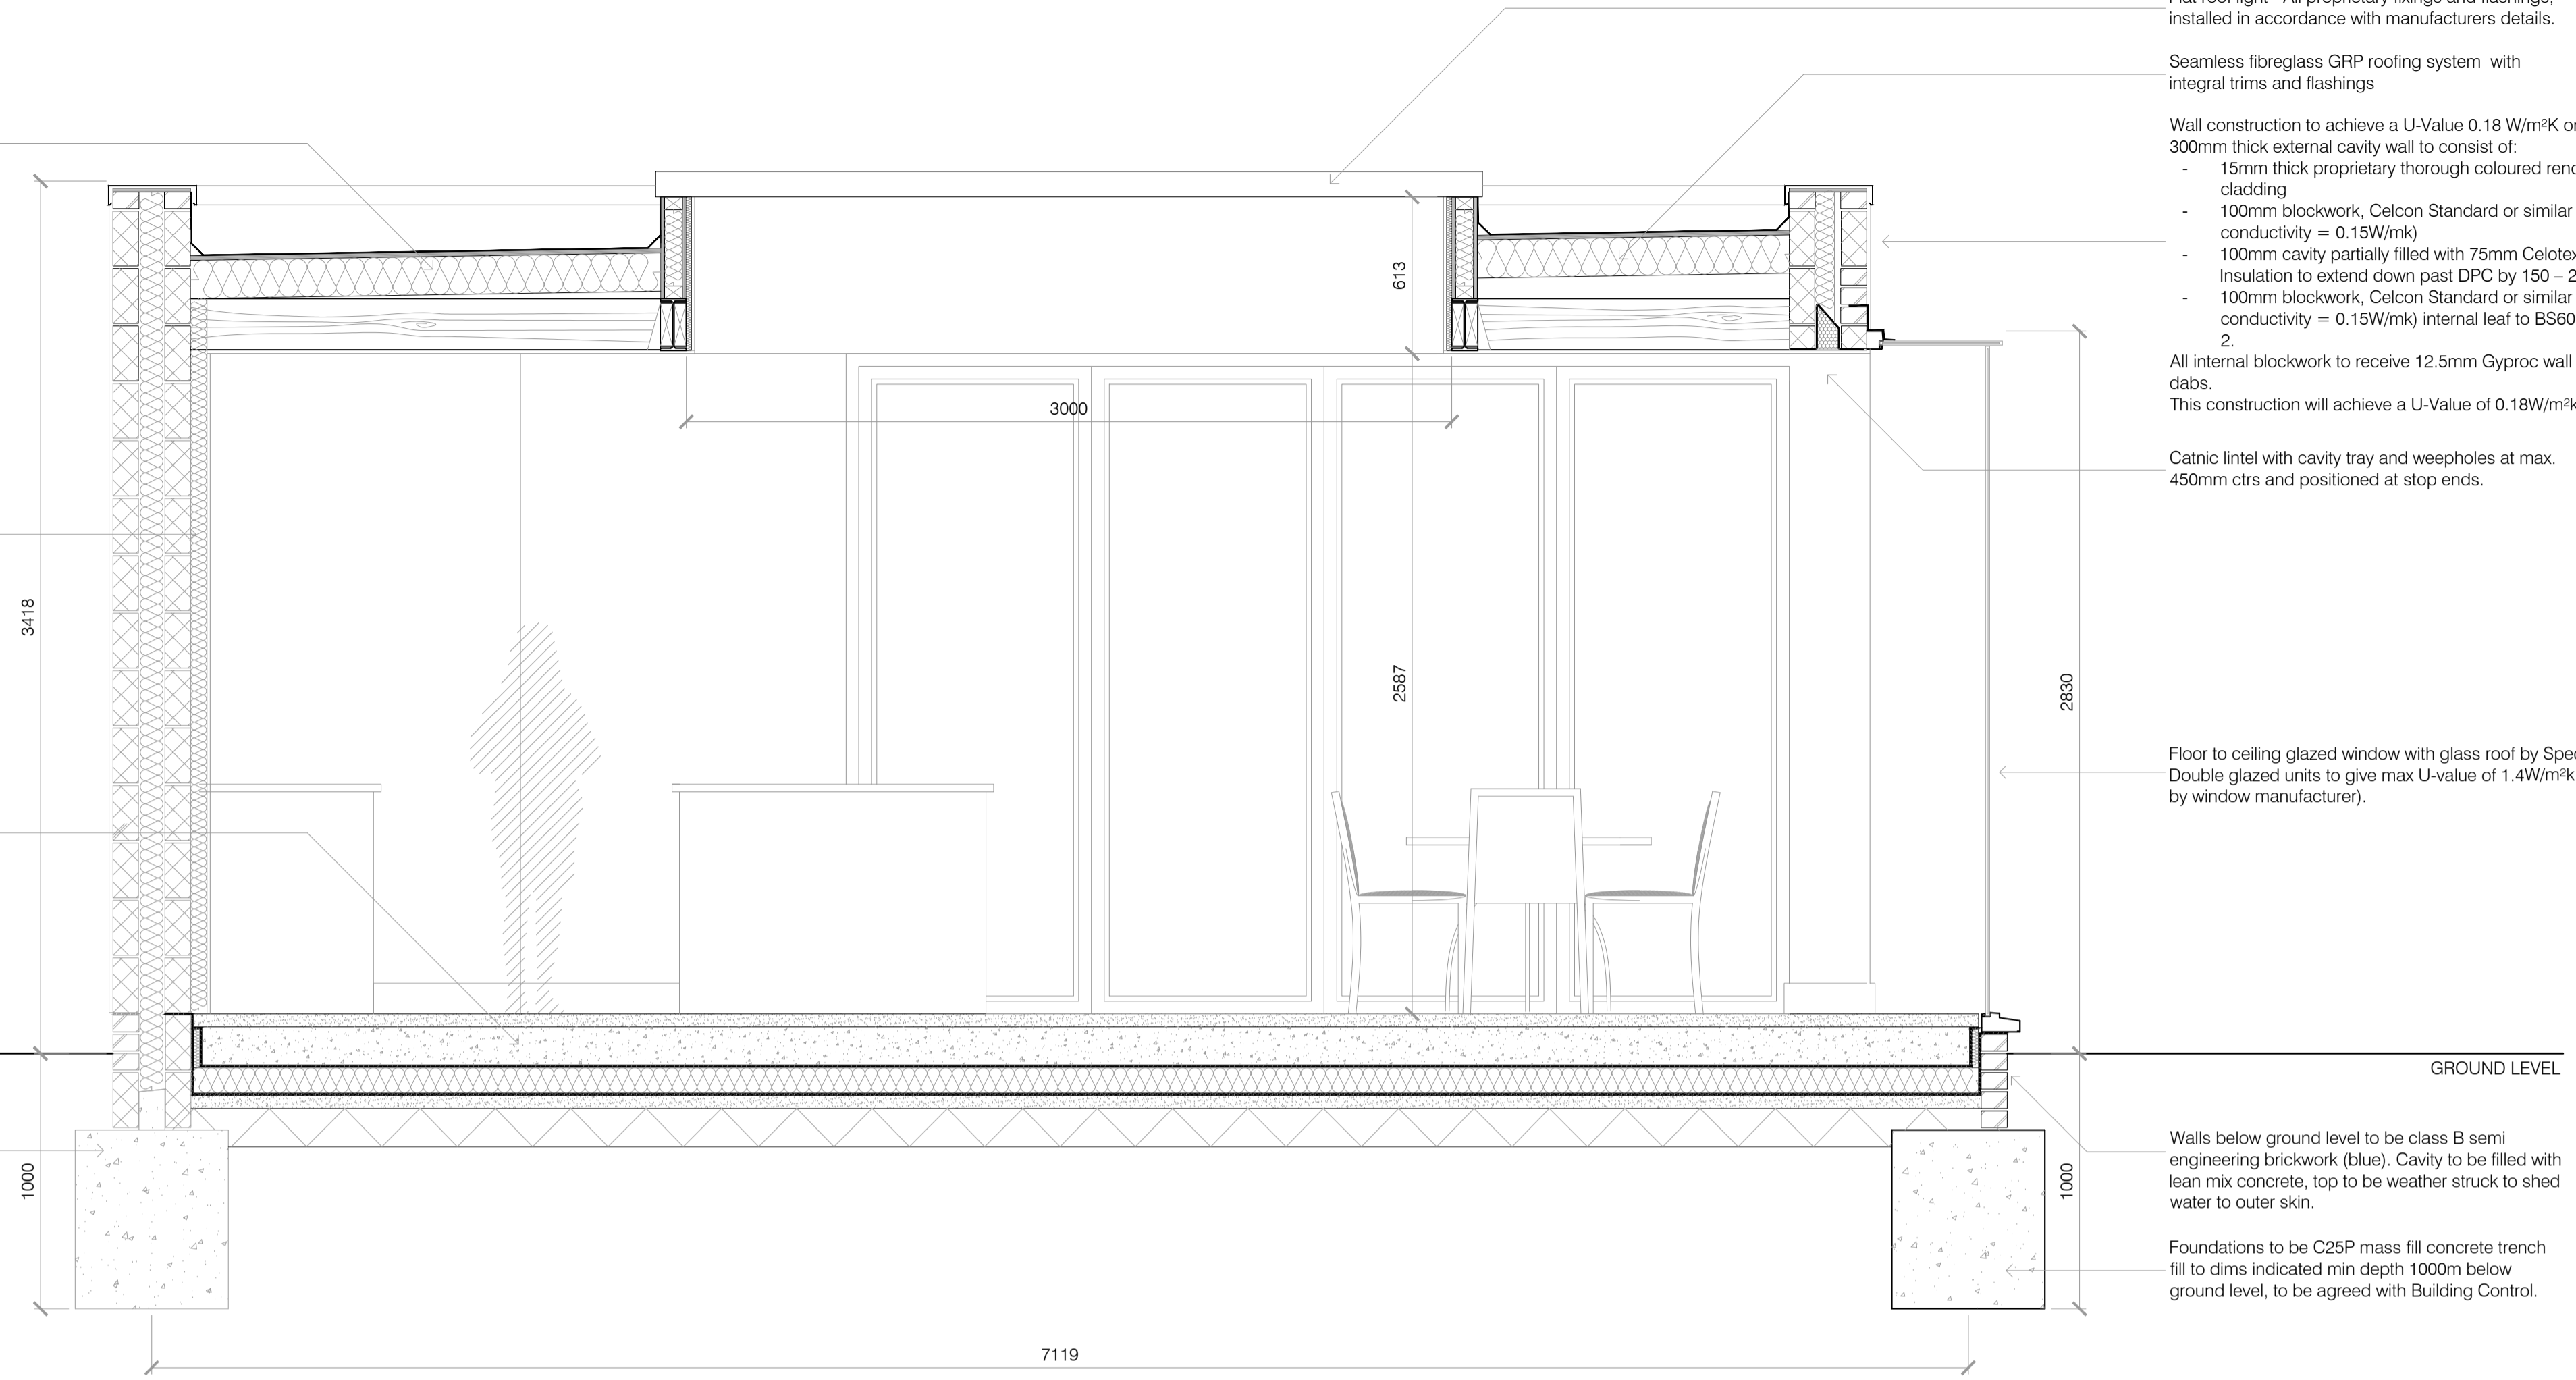 installed in accordance with manufacturers details.
Seamless fibreglass GRP roofing system with
integral trims and flashings
Wall construction to achieve a U-Value 0.18 W/m²K or
300mm thick external cavity wall to consist of:
- 15mm thick proprietary thorough coloured
cladding
- 100mm blockwork, Celcon Standard or similar
conductivity = 0.15W/mk)
- 100mm cavity partially filled with 75mm Celotex
Insulation to extend down past DPC by 150 – 2
- 100mm blockwork, Celcon Standard or similar
conductivity = 0.15W/mk) internal leaf to BS60
2.
All internal blockwork to receive 12.5mm Gyproc wall
dabs.
This construction will achieve a U-Value of 0.18W/m²k
Catnic lintel with cavity tray and weepholes at max.
450mm ctrs and positioned at stop ends.
613
3000
3418
2587
2830
Floor to ceiling glazed window with glass roof by
Double glazed units to give max U-value of 1.4W/m²k
by window manufacturer).
GROUND LEVEL
Walls below ground level to be class B semi
engineering brickwork (blue). Cavity to be filled with
lean mix concrete, top to be weather struck to shed
water to outer skin.
1000
1000
Foundations to be C25P mass fill concrete trench
fill to dims indicated min depth 1000m below
ground level, to be agreed with Building Control.
7119